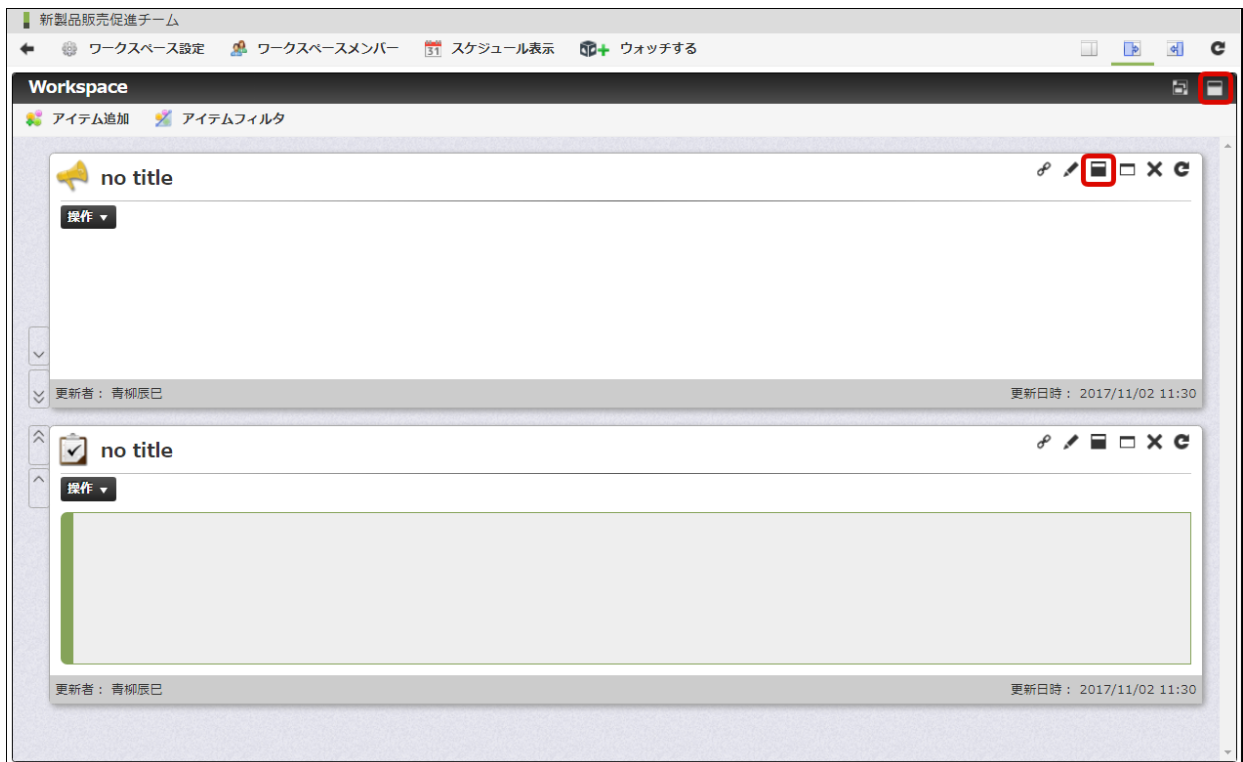 新製品販売促進チーム
ワークスペース設定 ワークスペースメンバー 31 スケジュール表示 ウォッチする
Workspace
アイテム追加 アイテムフィルタ
no title
操作
更新者： 青柳辰巳 更新日時： 2017/11/02 11:30
no title
操作
更新者： 青柳辰巳 更新日時： 2017/11/02 11:30